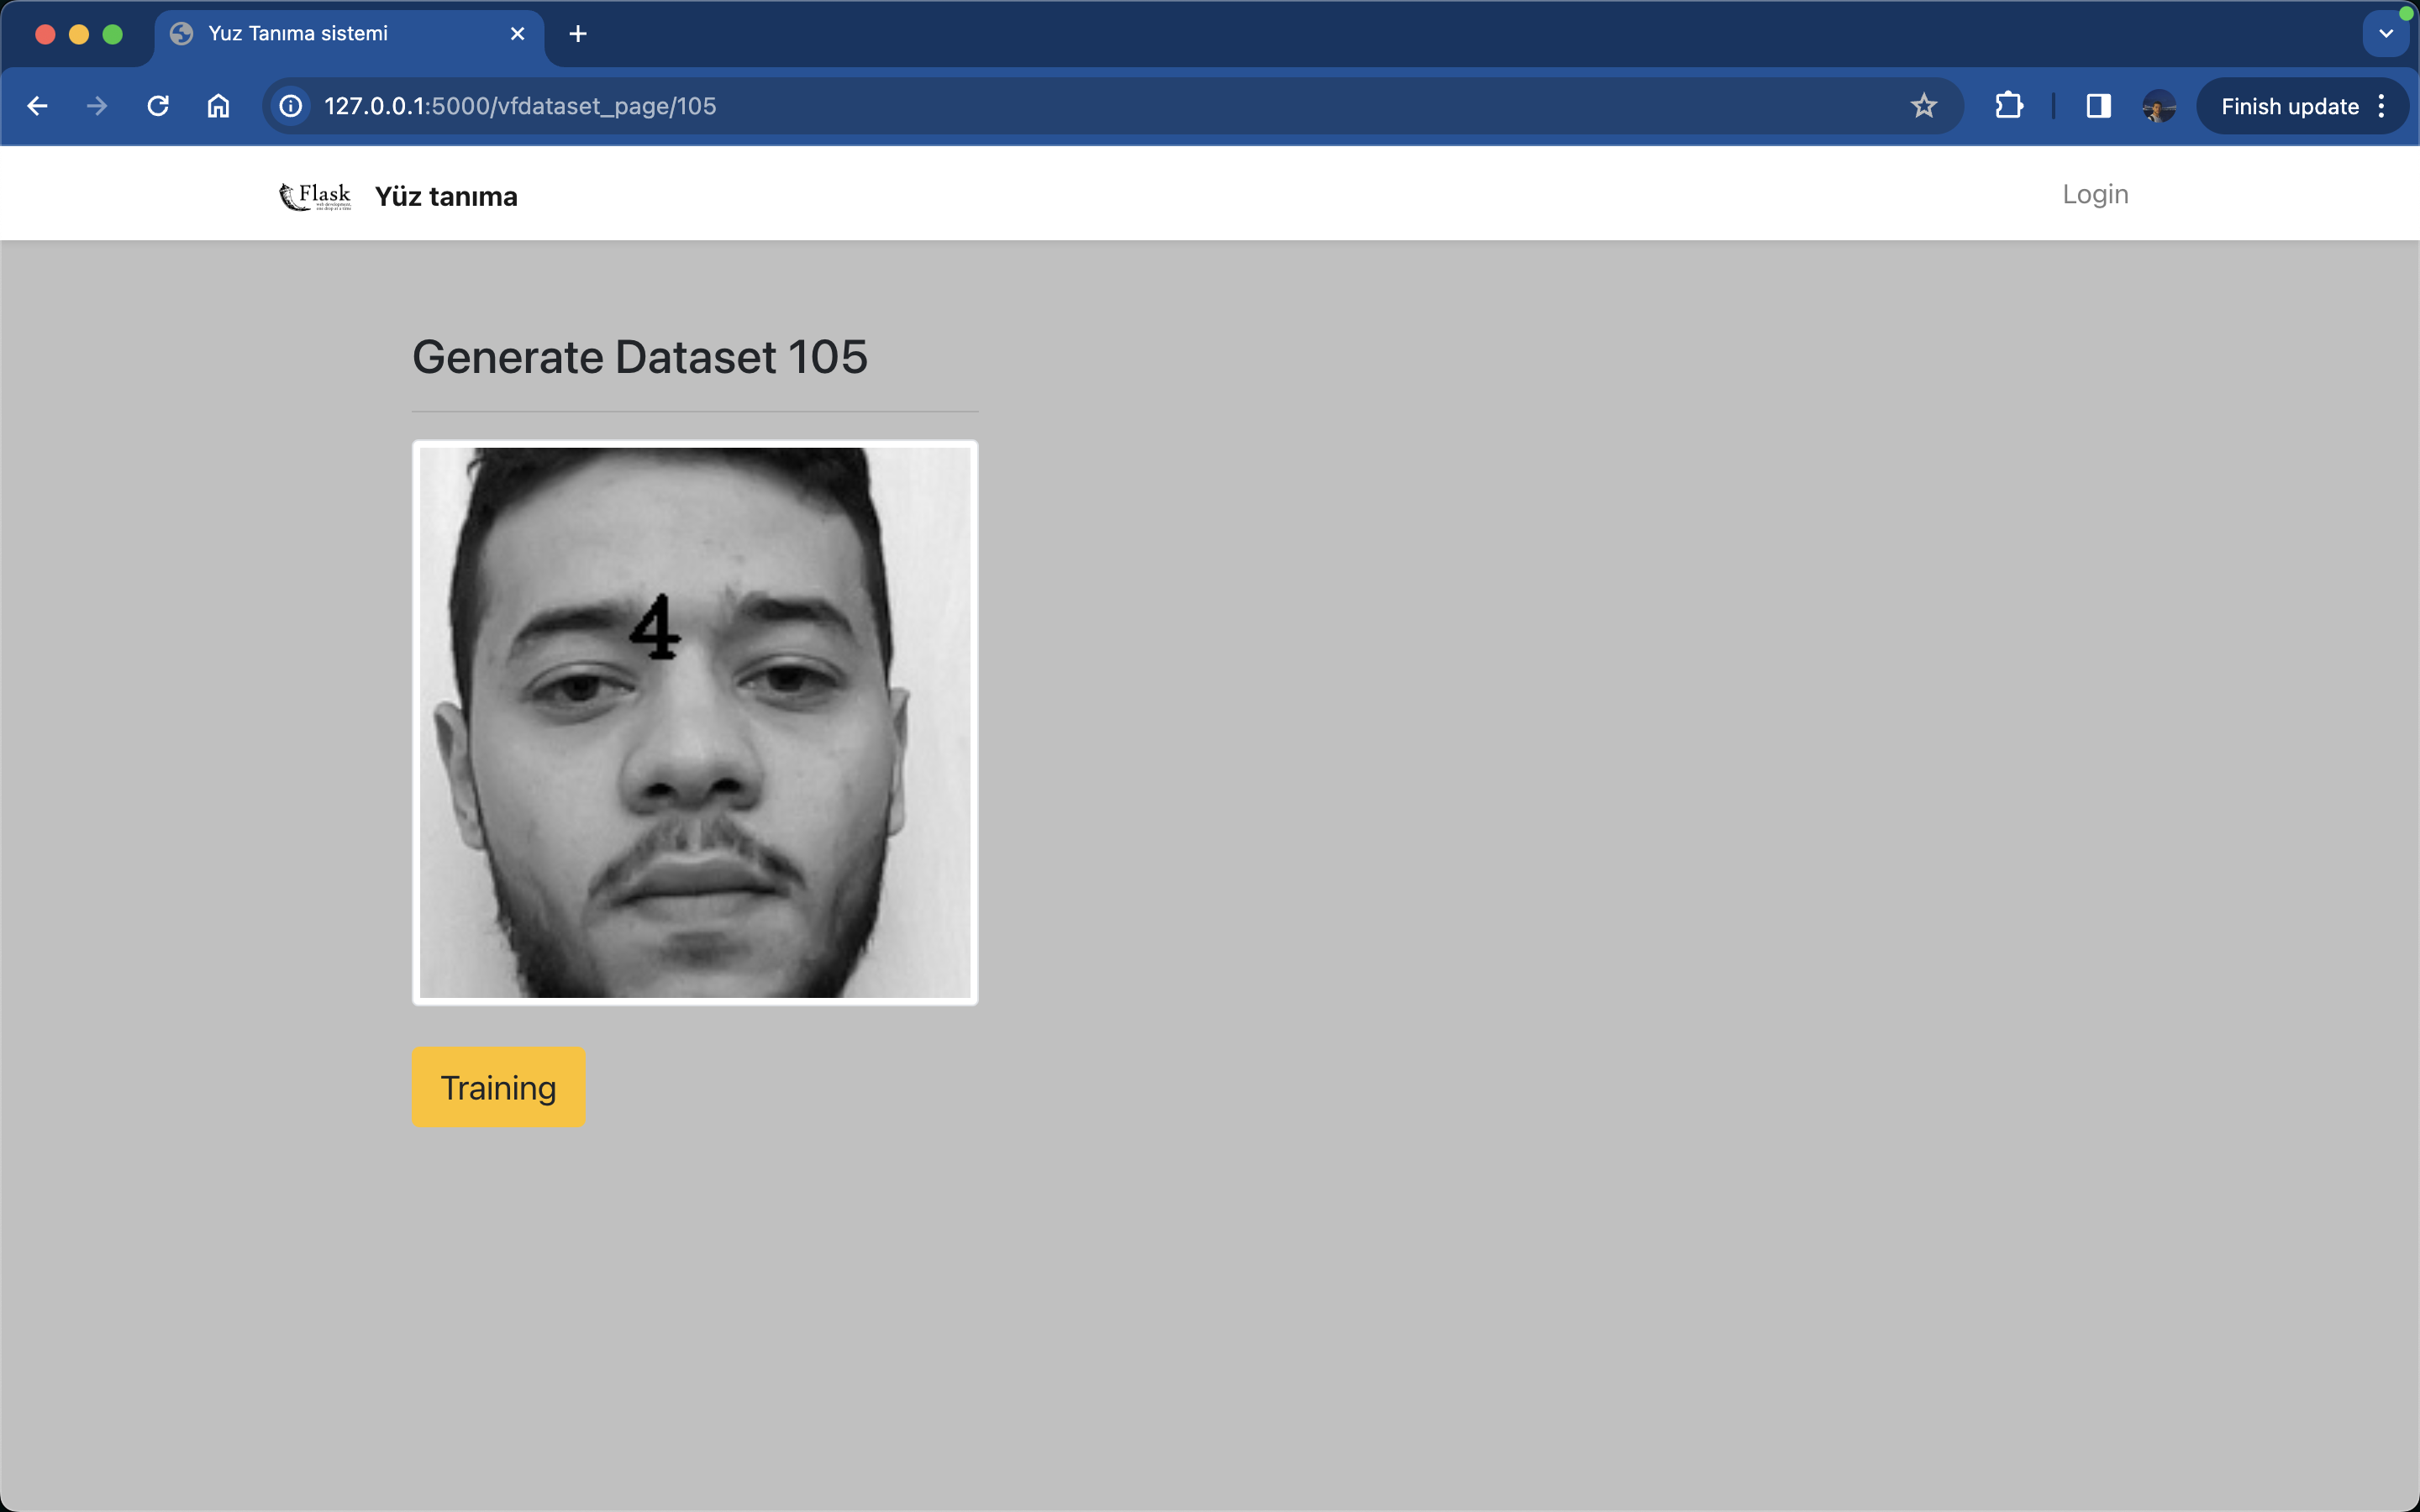 Yuz Tanıma sistemi
127.0.0.1:5000/vfdataset_page/105
Finish update
Flask
Yüz tanıma
Login
Generate Dataset 105
4
Training